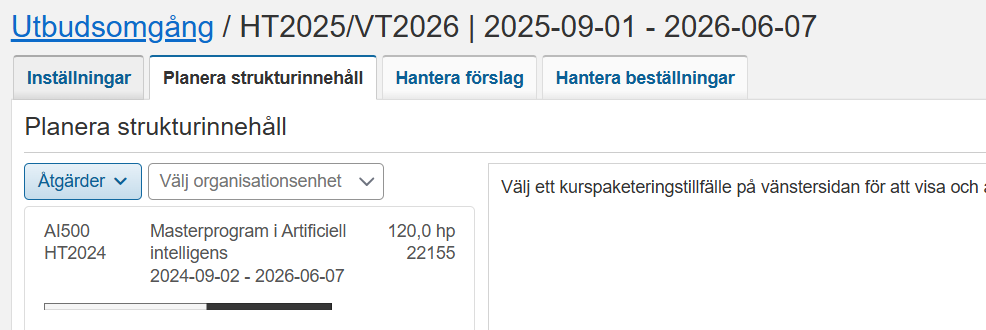 Utbudsomgång / HT2025/VT2026 | 2025-09-01 - 2026-06-07
Inställningar Planera strukturinnehåll Hantera förslag Hantera beställningar
Planera strukturinnehåll
Åtgärder Välj organisationsenhet
Välj ett kurspaketeringstillfälle på vänstersidan för att visa och
AI500 Masterprogram i Artificiell 120,0 hp
HT2024 intelligens 22155
2024-09-02 - 2026-06-07